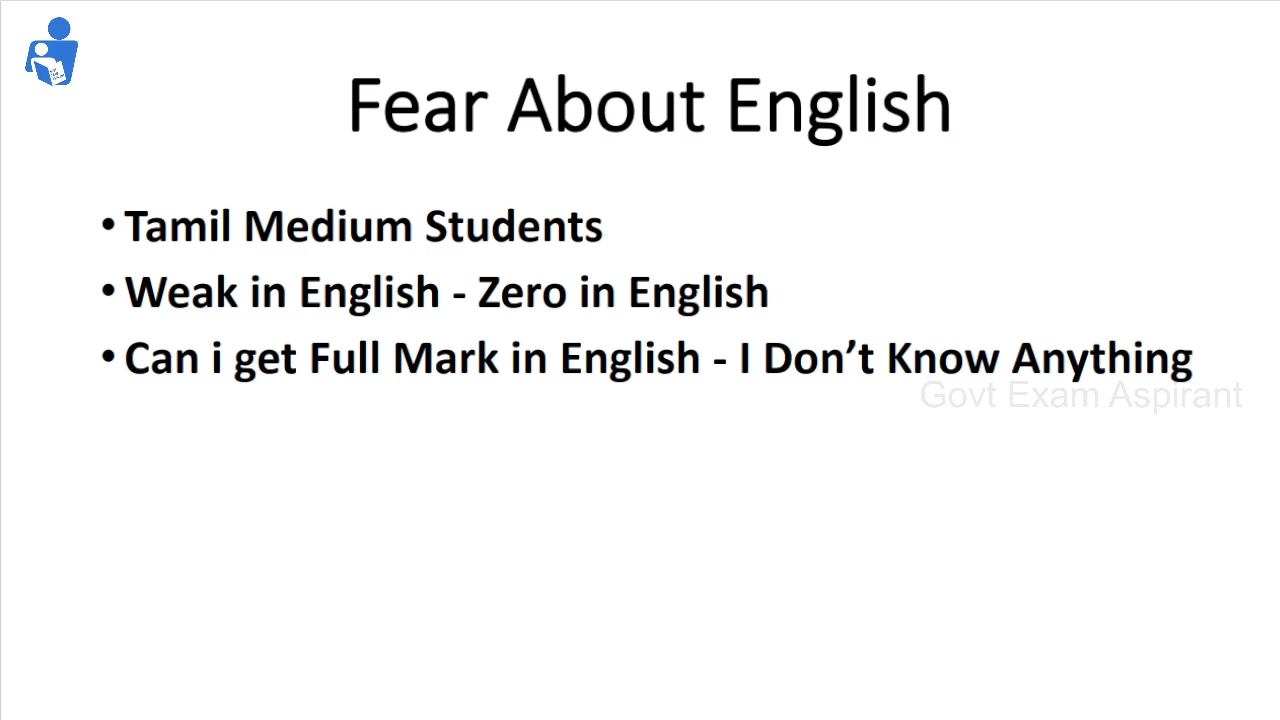 Fear About English
• Tamil Medium Students
• Weak in English - Zero in English
• Can i get Full Mark in English - I Don’t Know Anything
Govt Exam Aspirant